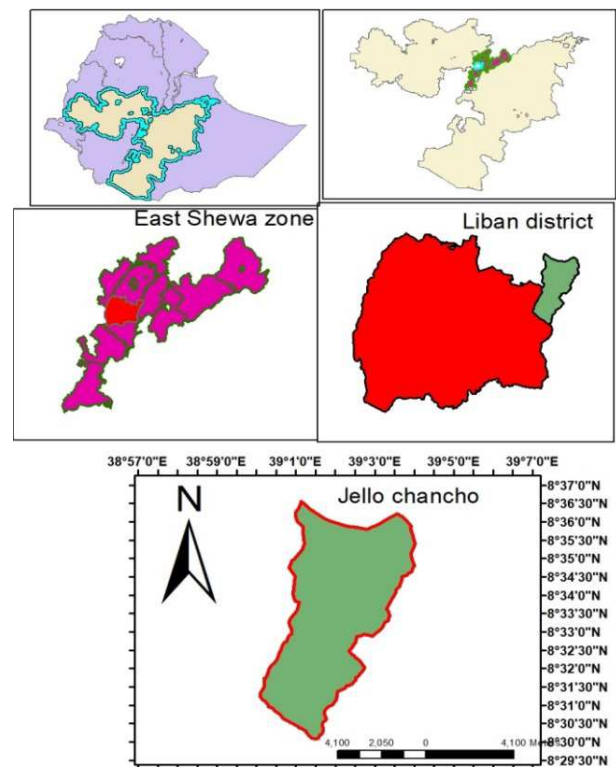 East Shewa zone
Liban district
38°57'0"E 38°59'0"E 39°1'0"E 39°3'0"E 39°5'0"E 39°7'0"E
Jello chancho
N
8°37'0"N
8°36'30"N
8°36'0"N
8°35'30"N
8°35'0"N
8°34'30"N
8°34'0"N
8°33'30"N
8°33'0"N
8°32'30"N
8°32'0"N
8°31'30"N
8°31'0"N
8°30'30"N
8°30'0"N
8°29'30"N
4,100 2,050 0 4,100 Meters